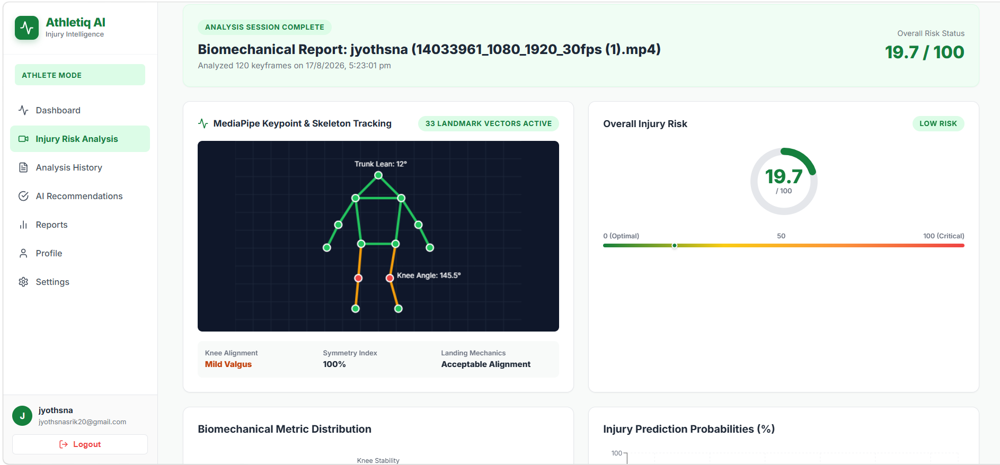 Athletiq AI
Injury Intelligence
ATHLETE MODE
Dashboard
Injury Risk Analysis
Analysis History
AI Recommendations
Reports
Profile
Settings
J
jyothsna
jyothsnasrik20@gmail.com
Logout
ANALYSIS SESSION COMPLETE
Biomechanical Report: jyothsna (14033961_1080_1920_30fps (1).mp4)
Analyzed 120 keyframes on 17/8/2026, 5:23:01 pm
Overall Risk Status
19.7 / 100
MediaPipe Keypoint & Skeleton Tracking
33 LANDMARK VECTORS ACTIVE
Trunk Lean: 12°
Knee Angle: 145.5°
Knee Alignment
Mild Valgus
Symmetry Index
100%
Landing Mechanics
Acceptable Alignment
Overall Injury Risk
LOW RISK
19.7
/ 100
0 (Optimal)
50
100 (Critical)
Biomechanical Metric Distribution
Knee Stability
Injury Prediction Probabilities (%)
100